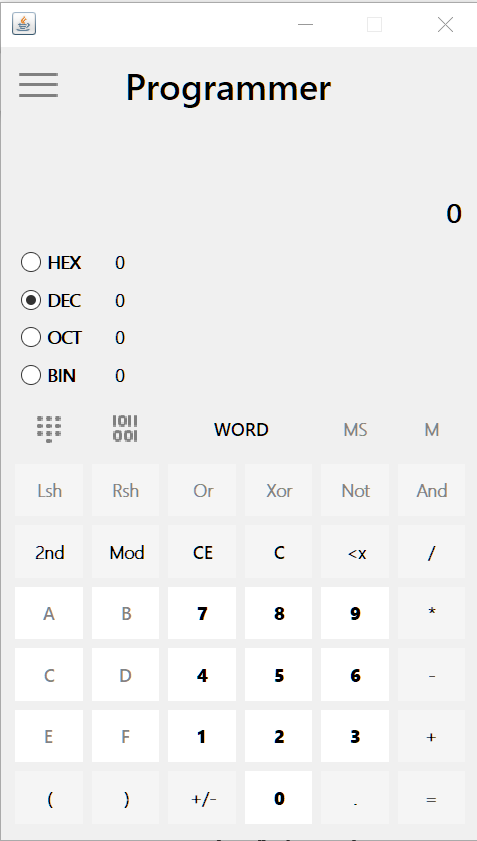 Programmer
0
HEX 0
DEC 0
OCT 0
BIN 0
WORD MS M
Lsh Rsh Or Xor Not And
2nd Mod CE C <x /
A B 7 8 9 *
C D 4 5 6 -
E F 1 2 3 +
( ) +/- 0 . =